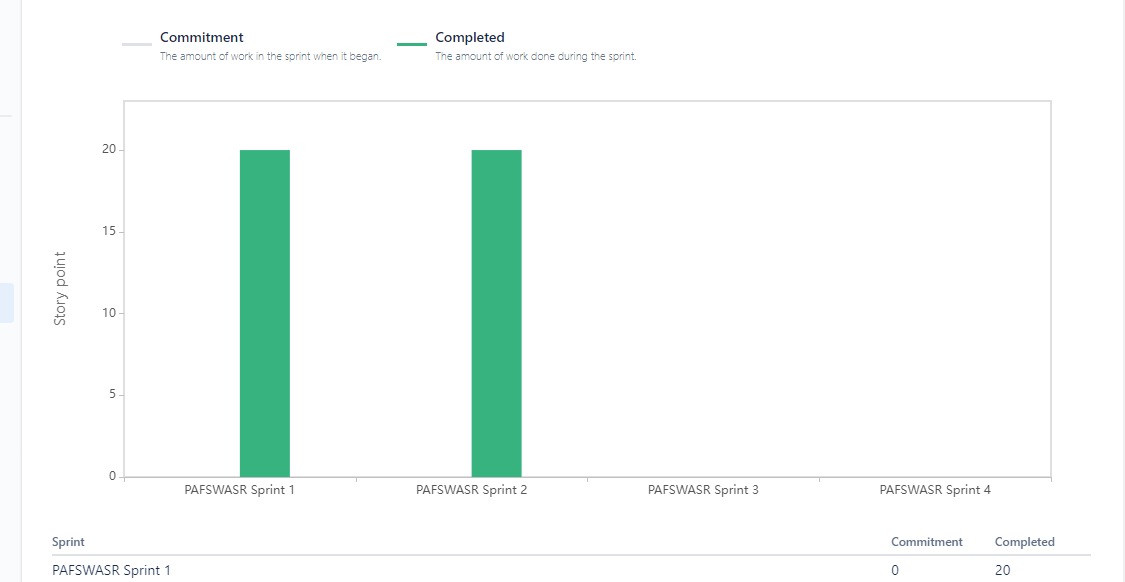 Commitment Completed
The amount of work in the sprint when it began. The amount of work done during the sprint.
20
15
10
5
0
Story point
PAFSWASR Sprint 1 PAFSWASR Sprint 2 PAFSWASR Sprint 3 PAFSWASR Sprint 4
Sprint Commitment Completed
PAFSWASR Sprint 1 0 20